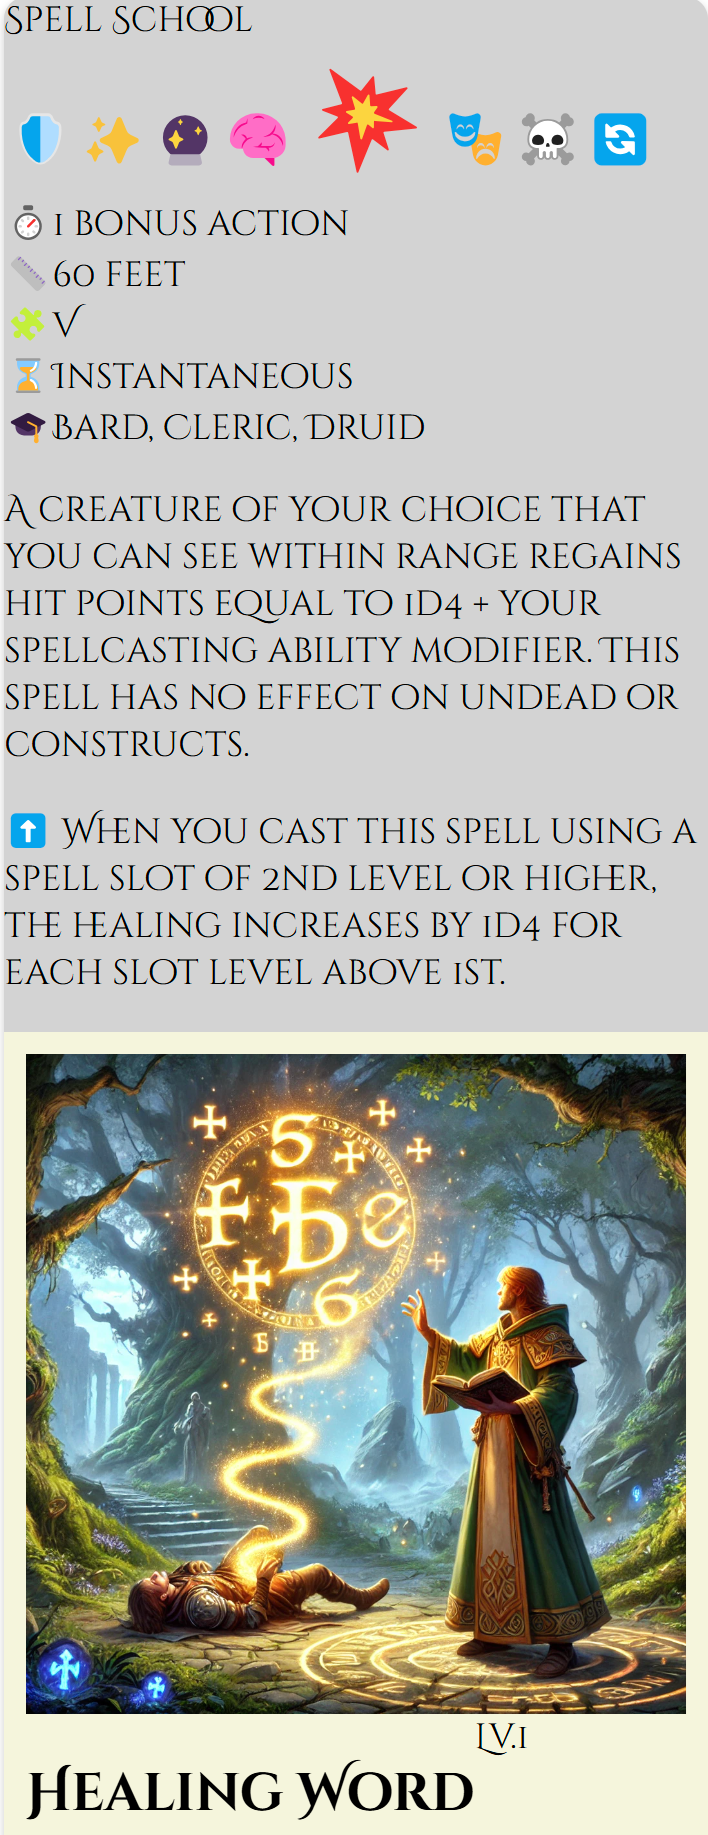 Spell School
1 bonus action
60 feet
V
Instantaneous
Bard, Cleric, Druid
A creature of your choice that
you can see within range regains
hit points equal to 1d4 + your
spellcasting ability modifier. This
spell has no effect on undead or
constructs.
When you cast this spell using a
spell slot of 2nd level or higher,
the healing increases by 1d4 for
each slot level above 1st.
LV.1
Healing Word